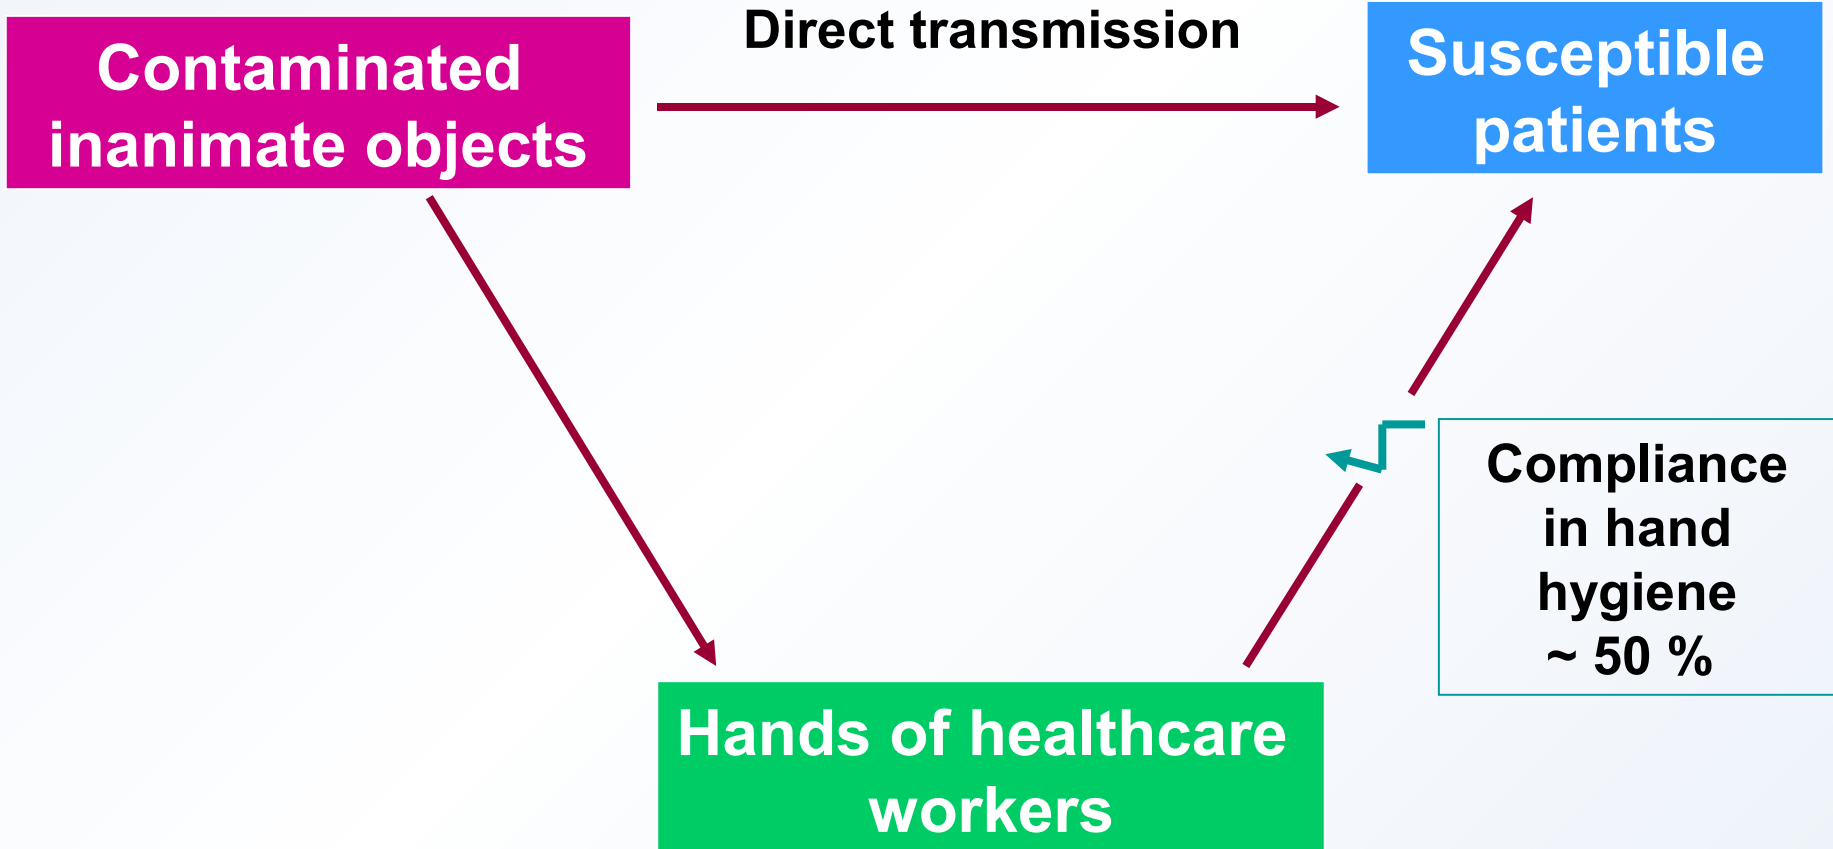 Contaminated
inanimate objects
Direct transmission
Susceptible
patients
Compliance
in hand
hygiene
~ 50 %
Hands of healthcare
workers